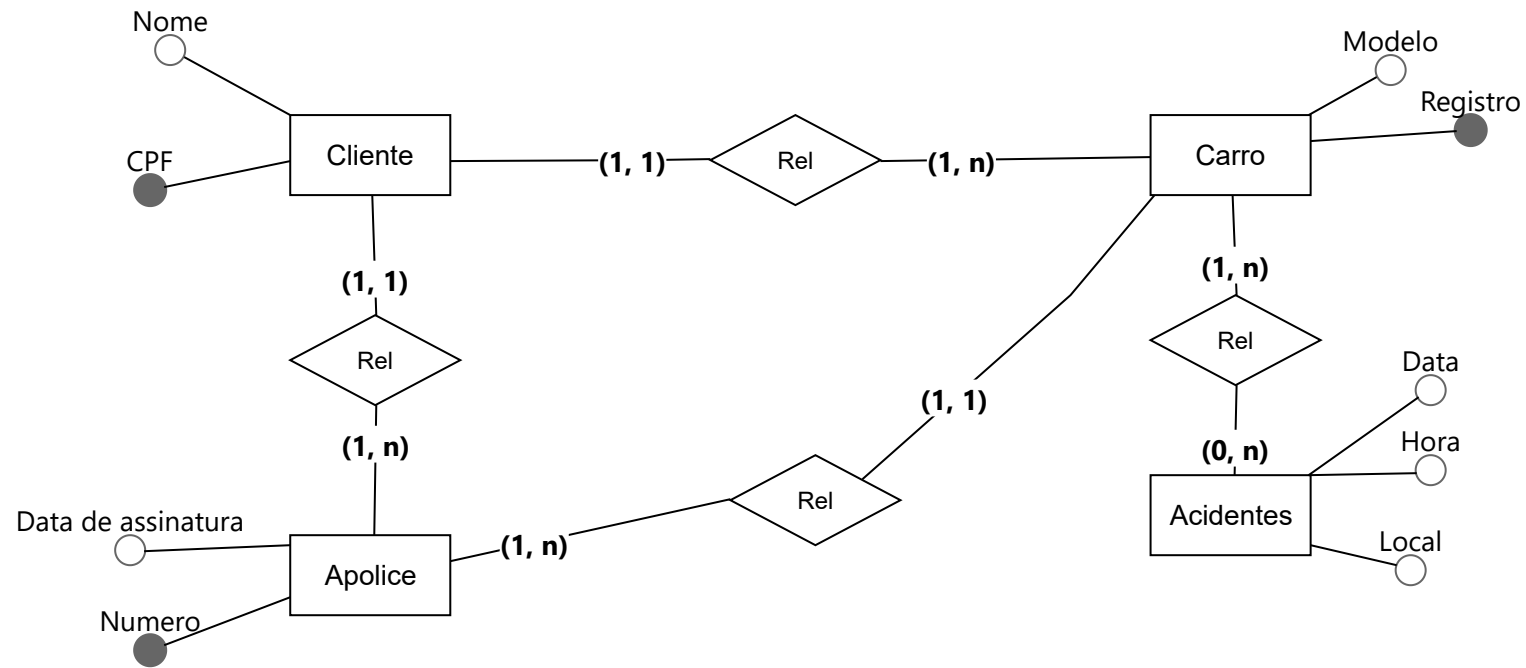 Nome
Modelo
Registro
CPF
Cliente
(1, 1)
Rel
(1, n)
Carro
(1, 1)
(1, n)
Rel
Rel
Data
(1, 1)
Hora
(1, n)
(0, n)
Rel
Acidentes
Data de assinatura
(1, n)
Local
Apolice
Numero